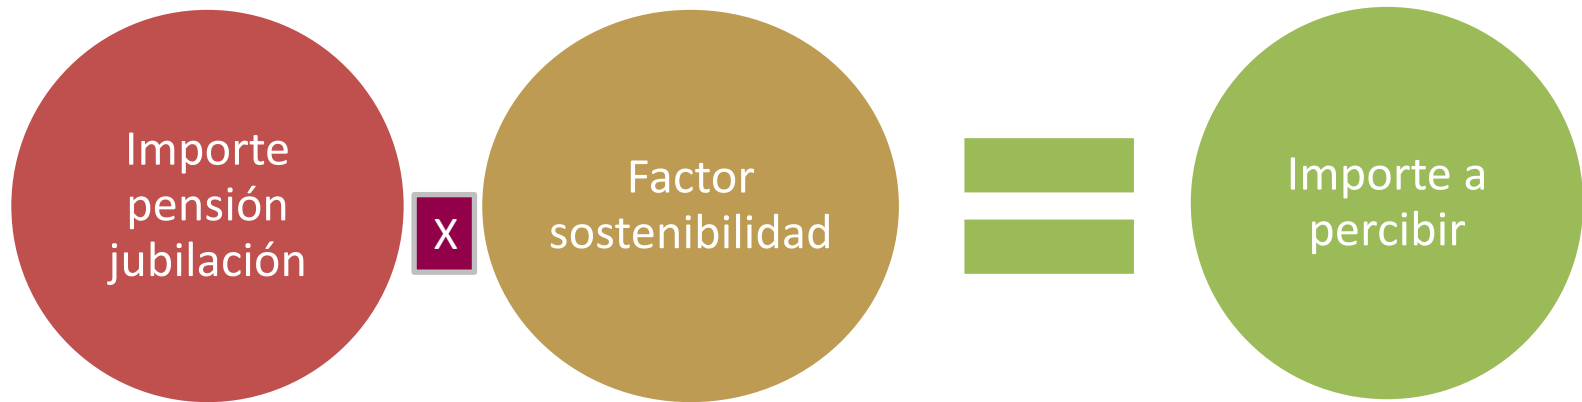 Importe
pensión
jubilación
X
Factor
sostenibilidad
Importe a
percibir